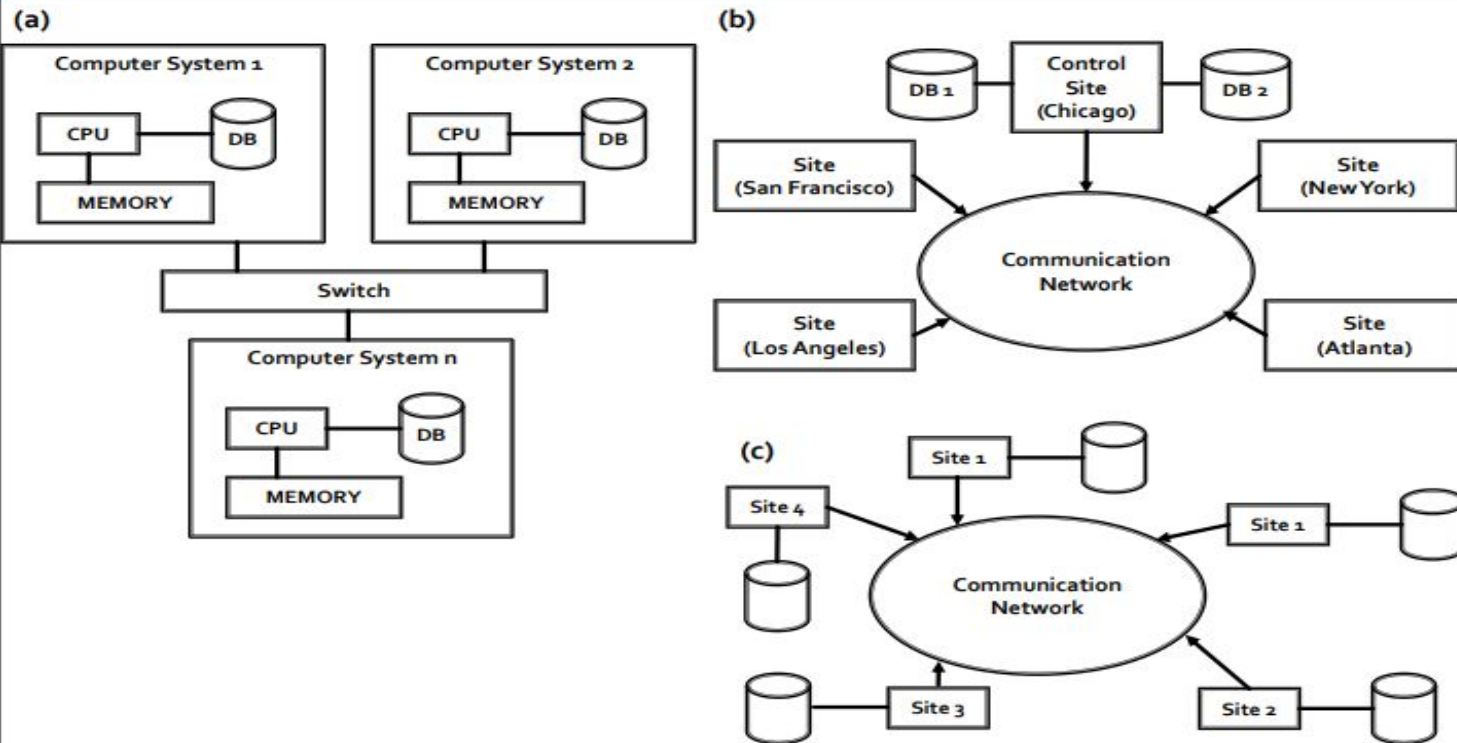 (a)
Computer System 1
CPU
DB
MEMORY
Computer System 2
CPU
DB
MEMORY
Switch
Computer System n
CPU
DB
MEMORY
(b)
DB 1
Control
Site
(Chicago)
DB 2
Site
(San Francisco)
Site
(New York)
Communication
Network
Site
(Los Angeles)
Site
(Atlanta)
(c)
Site 1
Site 4
Site 1
Communication
Network
Site 3
Site 2